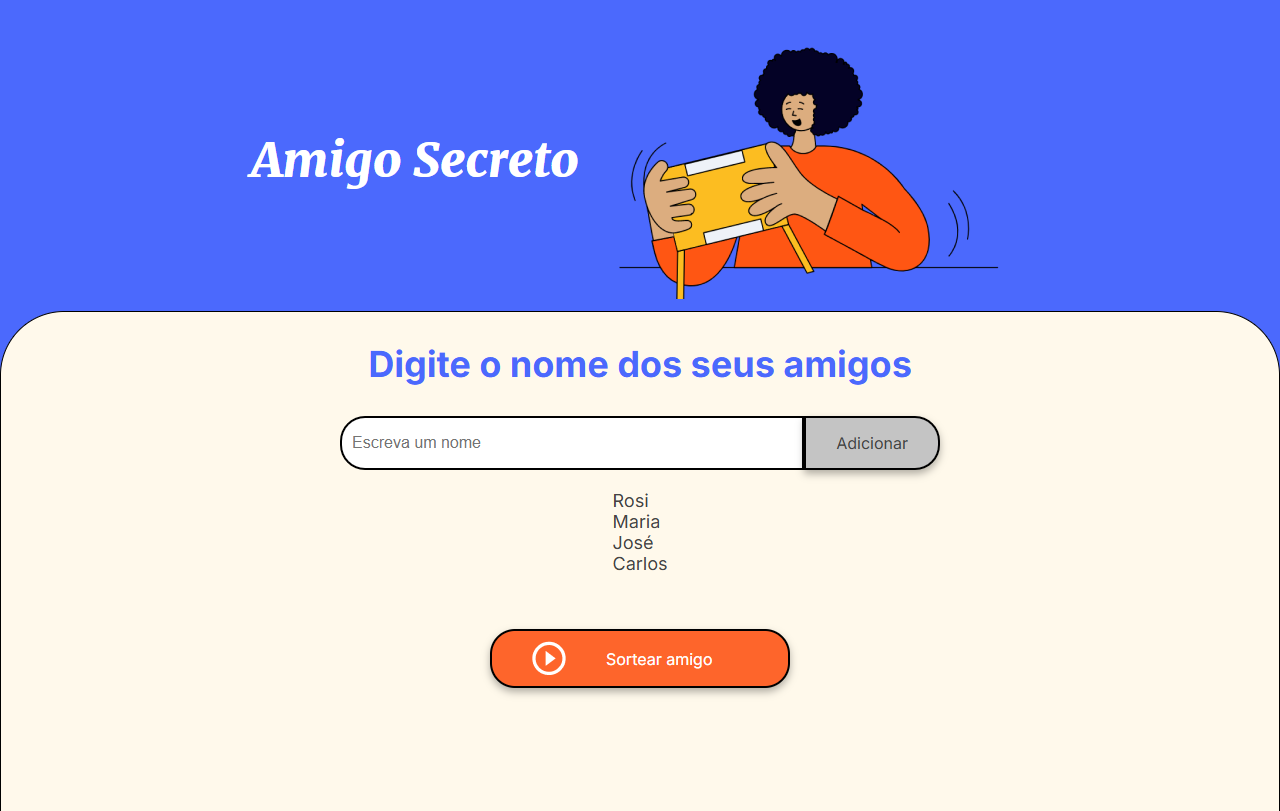 Amigo Secreto
Digite o nome dos seus amigos
Escreva um nome
Adicionar
Rosi
Maria
José
Carlos
Sortear amigo